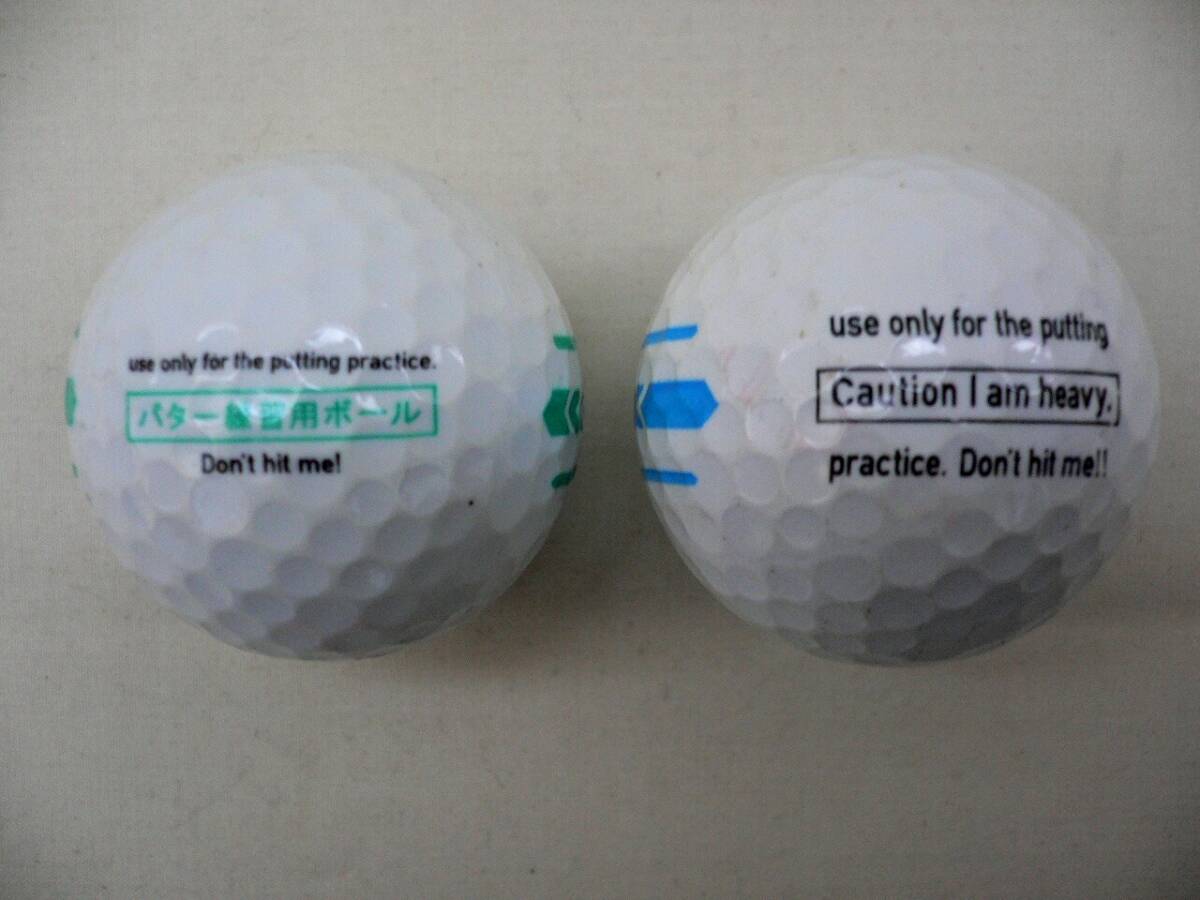 use only for the putting practice.
パター練習用ボール
Don't hit me!
use only for the putting
Caution I am heavy.
practice. Don't hit me!!